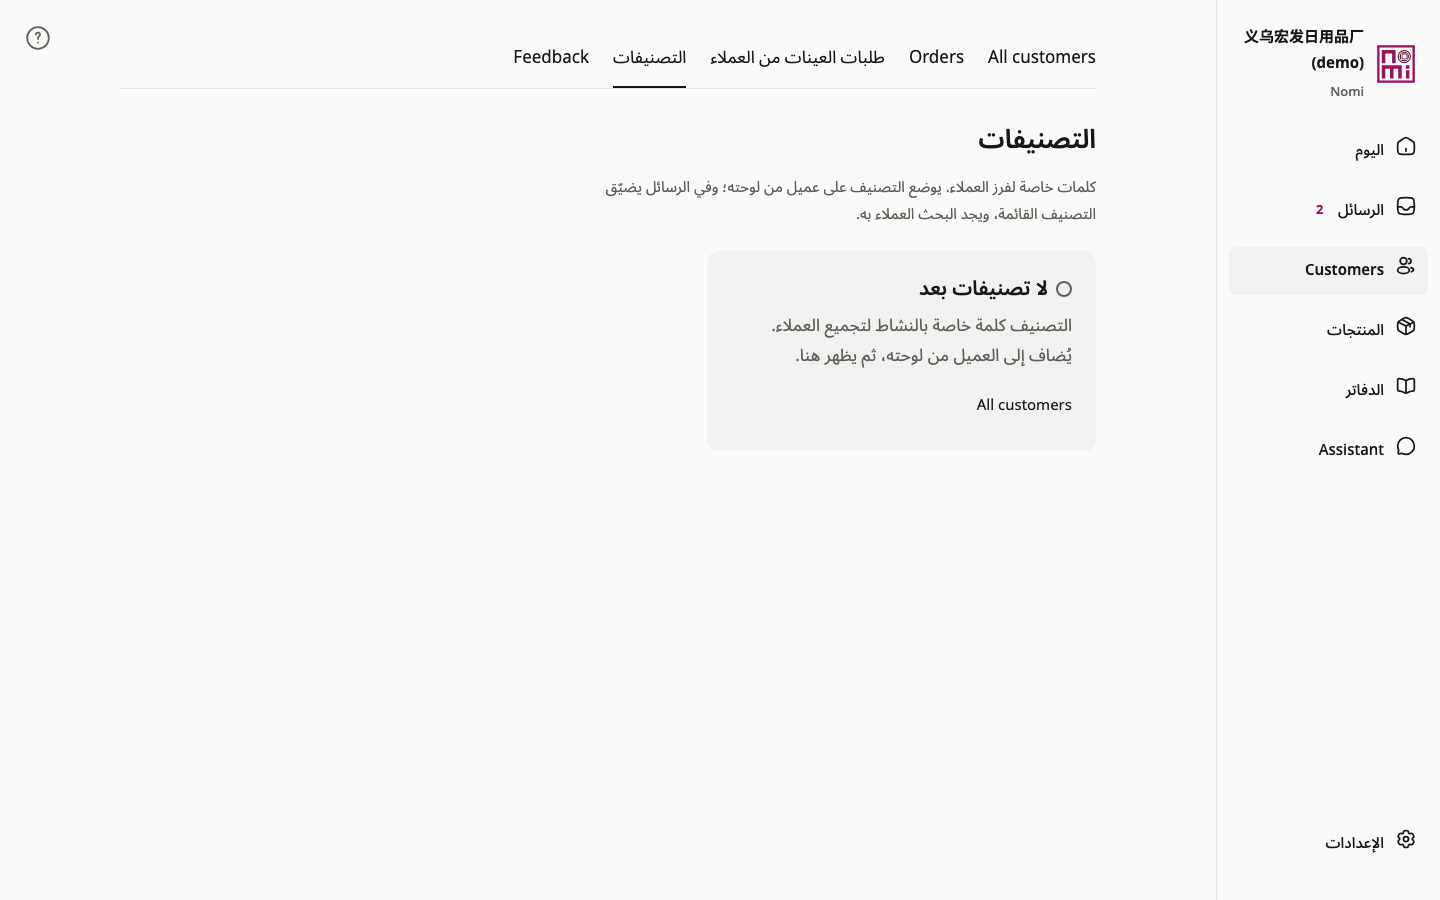 义乌宏发日用品厂
(demo)
Nomi
اليوم
الرسائل 2
Customers
المنتجات
الدفاتر
Assistant
الإعدادات
All customers
Orders
طلبات العينات من العملاء
التصنيفات
Feedback
التصنيفات
كلمات خاصة لفرز العملاء. يوضع التصنيف على عميل من لوحته؛ وفي الرسائل يضيّق
التصنيف القائمة، ويجد البحث العملاء به.
لا تصنيفات بعد
التصنيف كلمة خاصة بالنشاط لتجميع العملاء.
يُضاف إلى العميل من لوحته، ثم يظهر هنا.
All customers